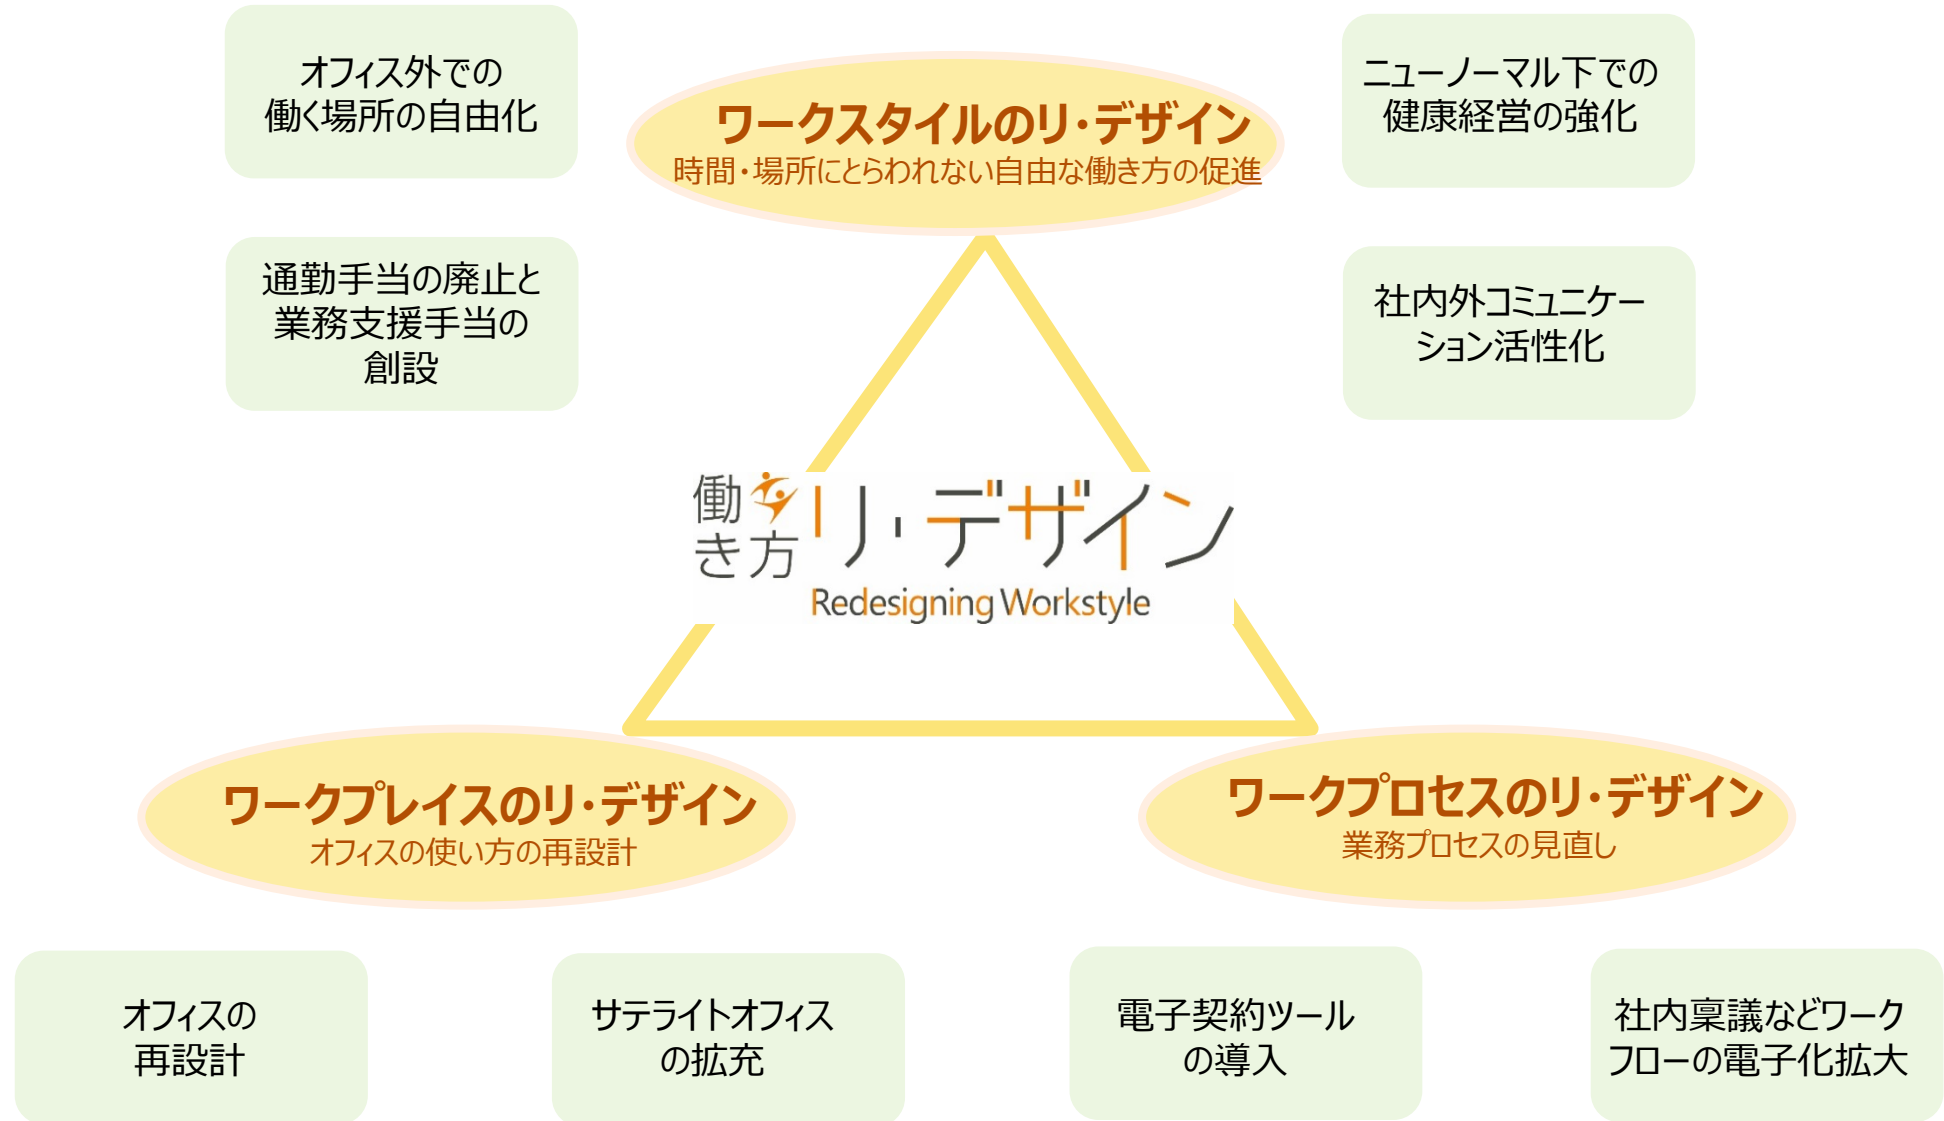 オフィス外での
働く場所の自由化
ワークスタイルのリ・デザイン
時間・場所にとらわれない自由な働き方の促進
ニューノーマル下での
健康経営の強化
通勤手当の廃止と
業務支援手当の
創設
社内外コミュニケー
ション活性化
働き方リ・デザイン
Redesigning Workstyle
ワークプレイスのリ・デザイン
オフィスの使い方の再設計
ワークプロセスのリ・デザイン
業務プロセスの見直し
オフィスの
再設計
サテライトオフィス
の拡充
電子契約ツール
の導入
社内稟議などワーク
フローの電子化拡大